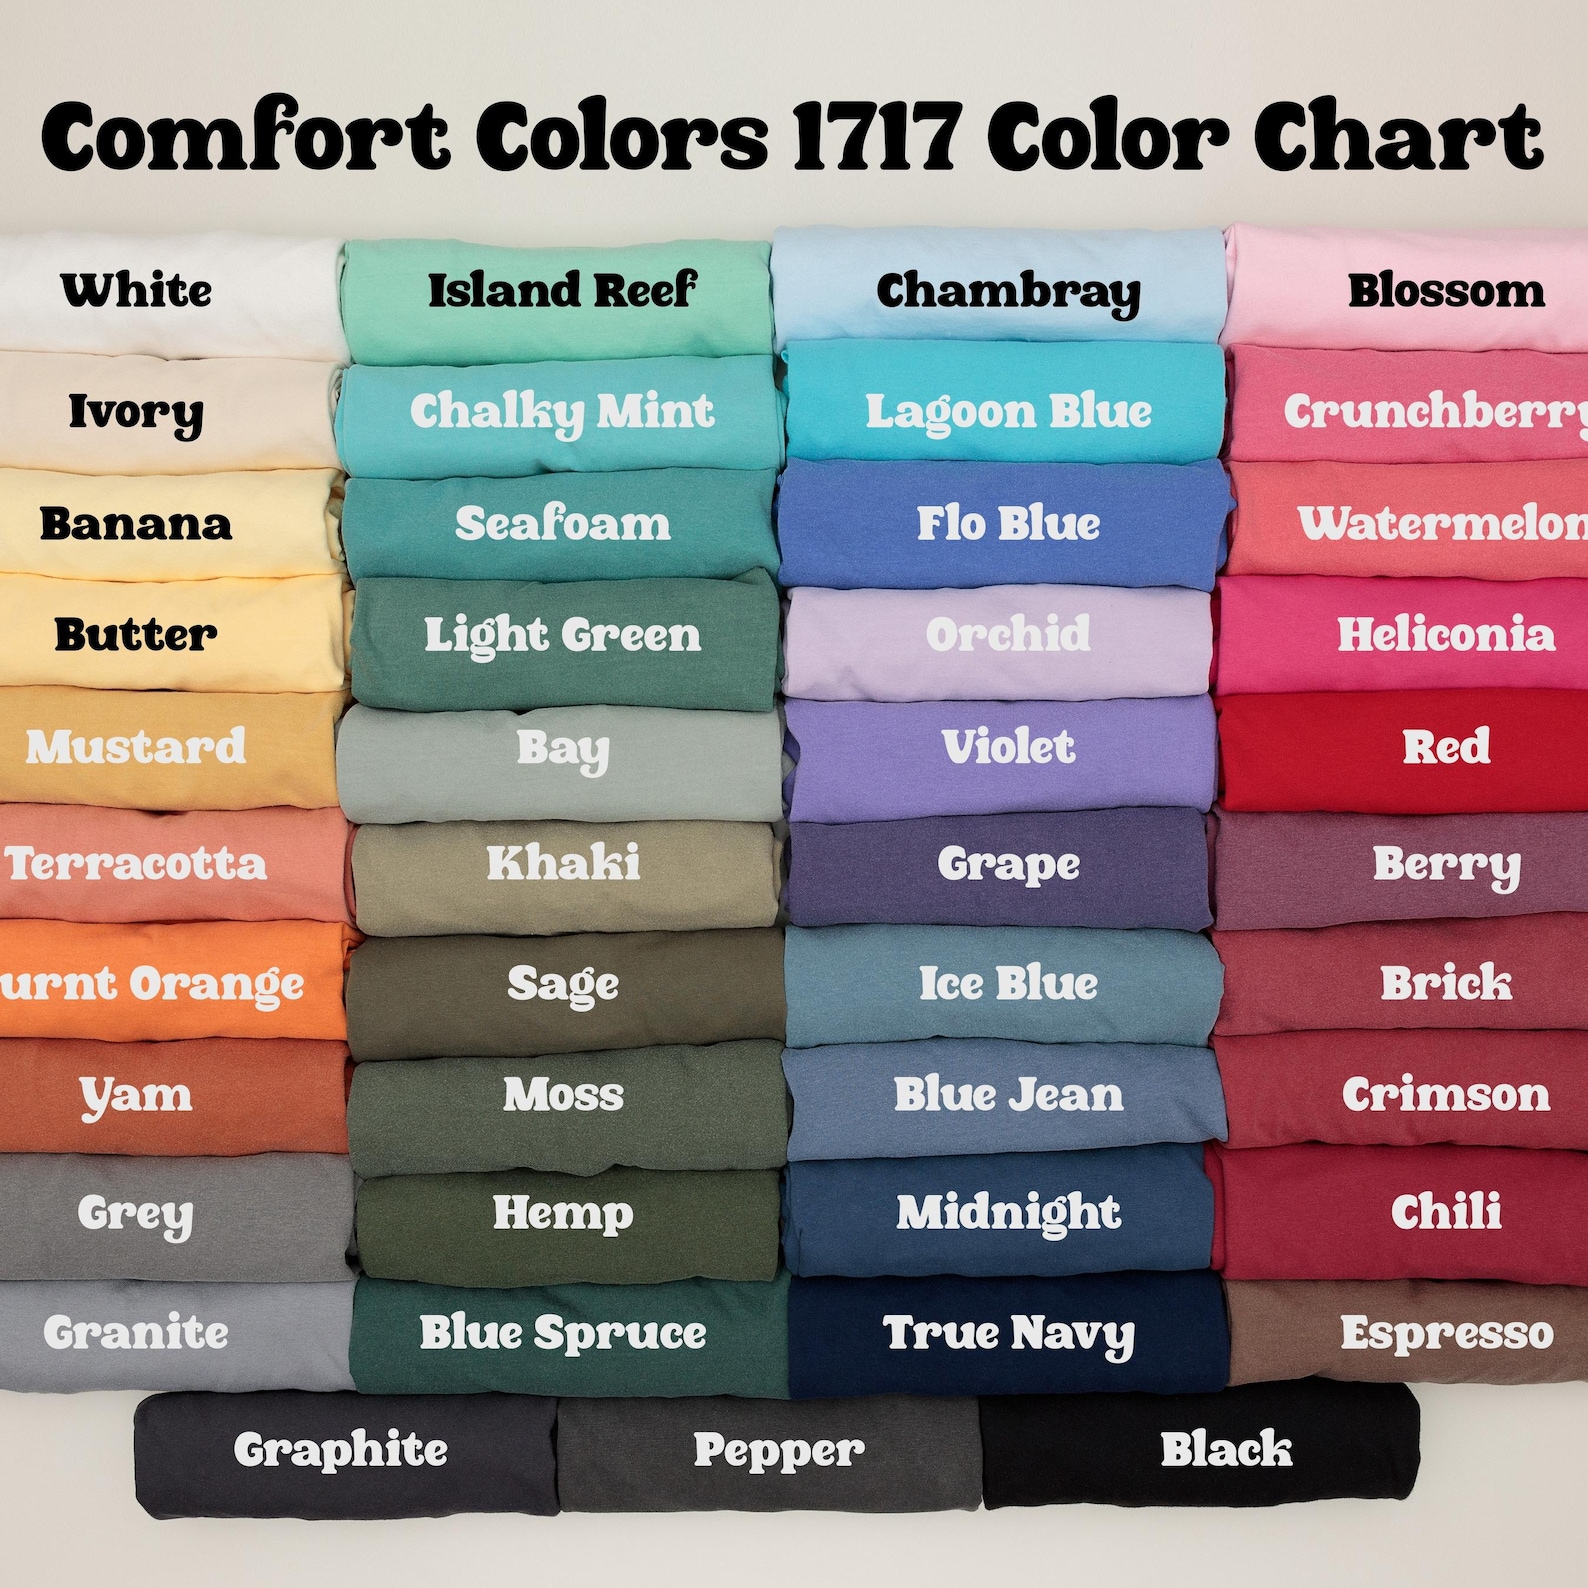 Comfort Colors 1717 Color Chart
White
Island Reef
Chambray
Blossom
Ivory
Chalky Mint
Lagoon Blue
Crunchberry
Banana
Seafoam
Flo Blue
Watermelon
Butter
Light Green
Orchid
Heliconia
Mustard
Bay
Violet
Red
Terracotta
Khaki
Grape
Berry
urnt Orange
Sage
Ice Blue
Brick
Yam
Moss
Blue Jean
Crimson
Grey
Hemp
Midnight
Chili
Granite
Blue Spruce
True Navy
Espresso
Graphite
Pepper
Black